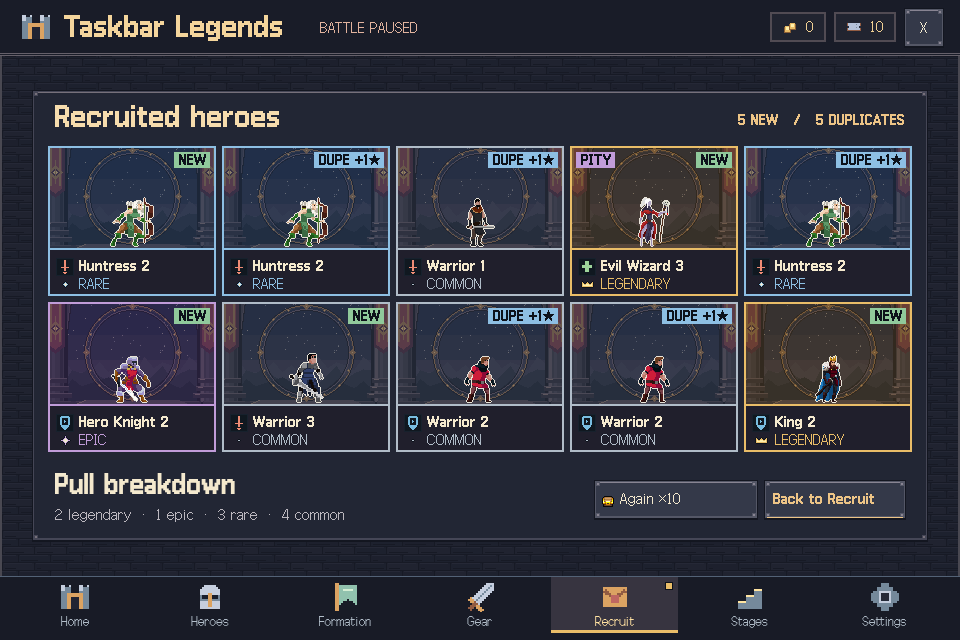 Taskbar Legends
BATTLE PAUSED
0
10
X
Recruited heroes
5 NEW / 5 DUPLICATES
NEW
Huntress 2
RARE
DUPE +1★
Huntress 2
RARE
DUPE +1★
Warrior 1
COMMON
PITY
NEW
Evil Wizard 3
LEGENDARY
DUPE +1★
Huntress 2
RARE
NEW
Hero Knight 2
EPIC
NEW
Warrior 3
COMMON
DUPE +1★
Warrior 2
COMMON
DUPE +1★
Warrior 2
COMMON
NEW
King 2
LEGENDARY
Pull breakdown
2 legendary · 1 epic · 3 rare · 4 common
Again ×10
Back to Recruit
Home
Heroes
Formation
Gear
Recruit
Stages
Settings